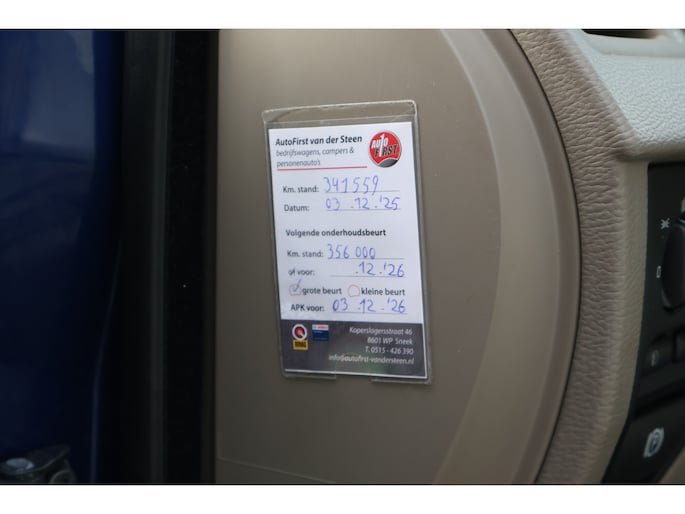 AutoFirst van der Steen
bedrijfswagens, campers &
personenauto's
AUTO
FIRST
Km. stand: 341559
Datum: 03 .12 .'25
Volgende onderhoudsbeurt
Km. stand: 356 000
of voor: .12 .'26
grote beurt kleine beurt
APK voor: 03 .12 .'26
Koperslagersstraat 46
8601 WP Sneek
T. 0515 - 426 390
info@autofirst-vandersteen.nl